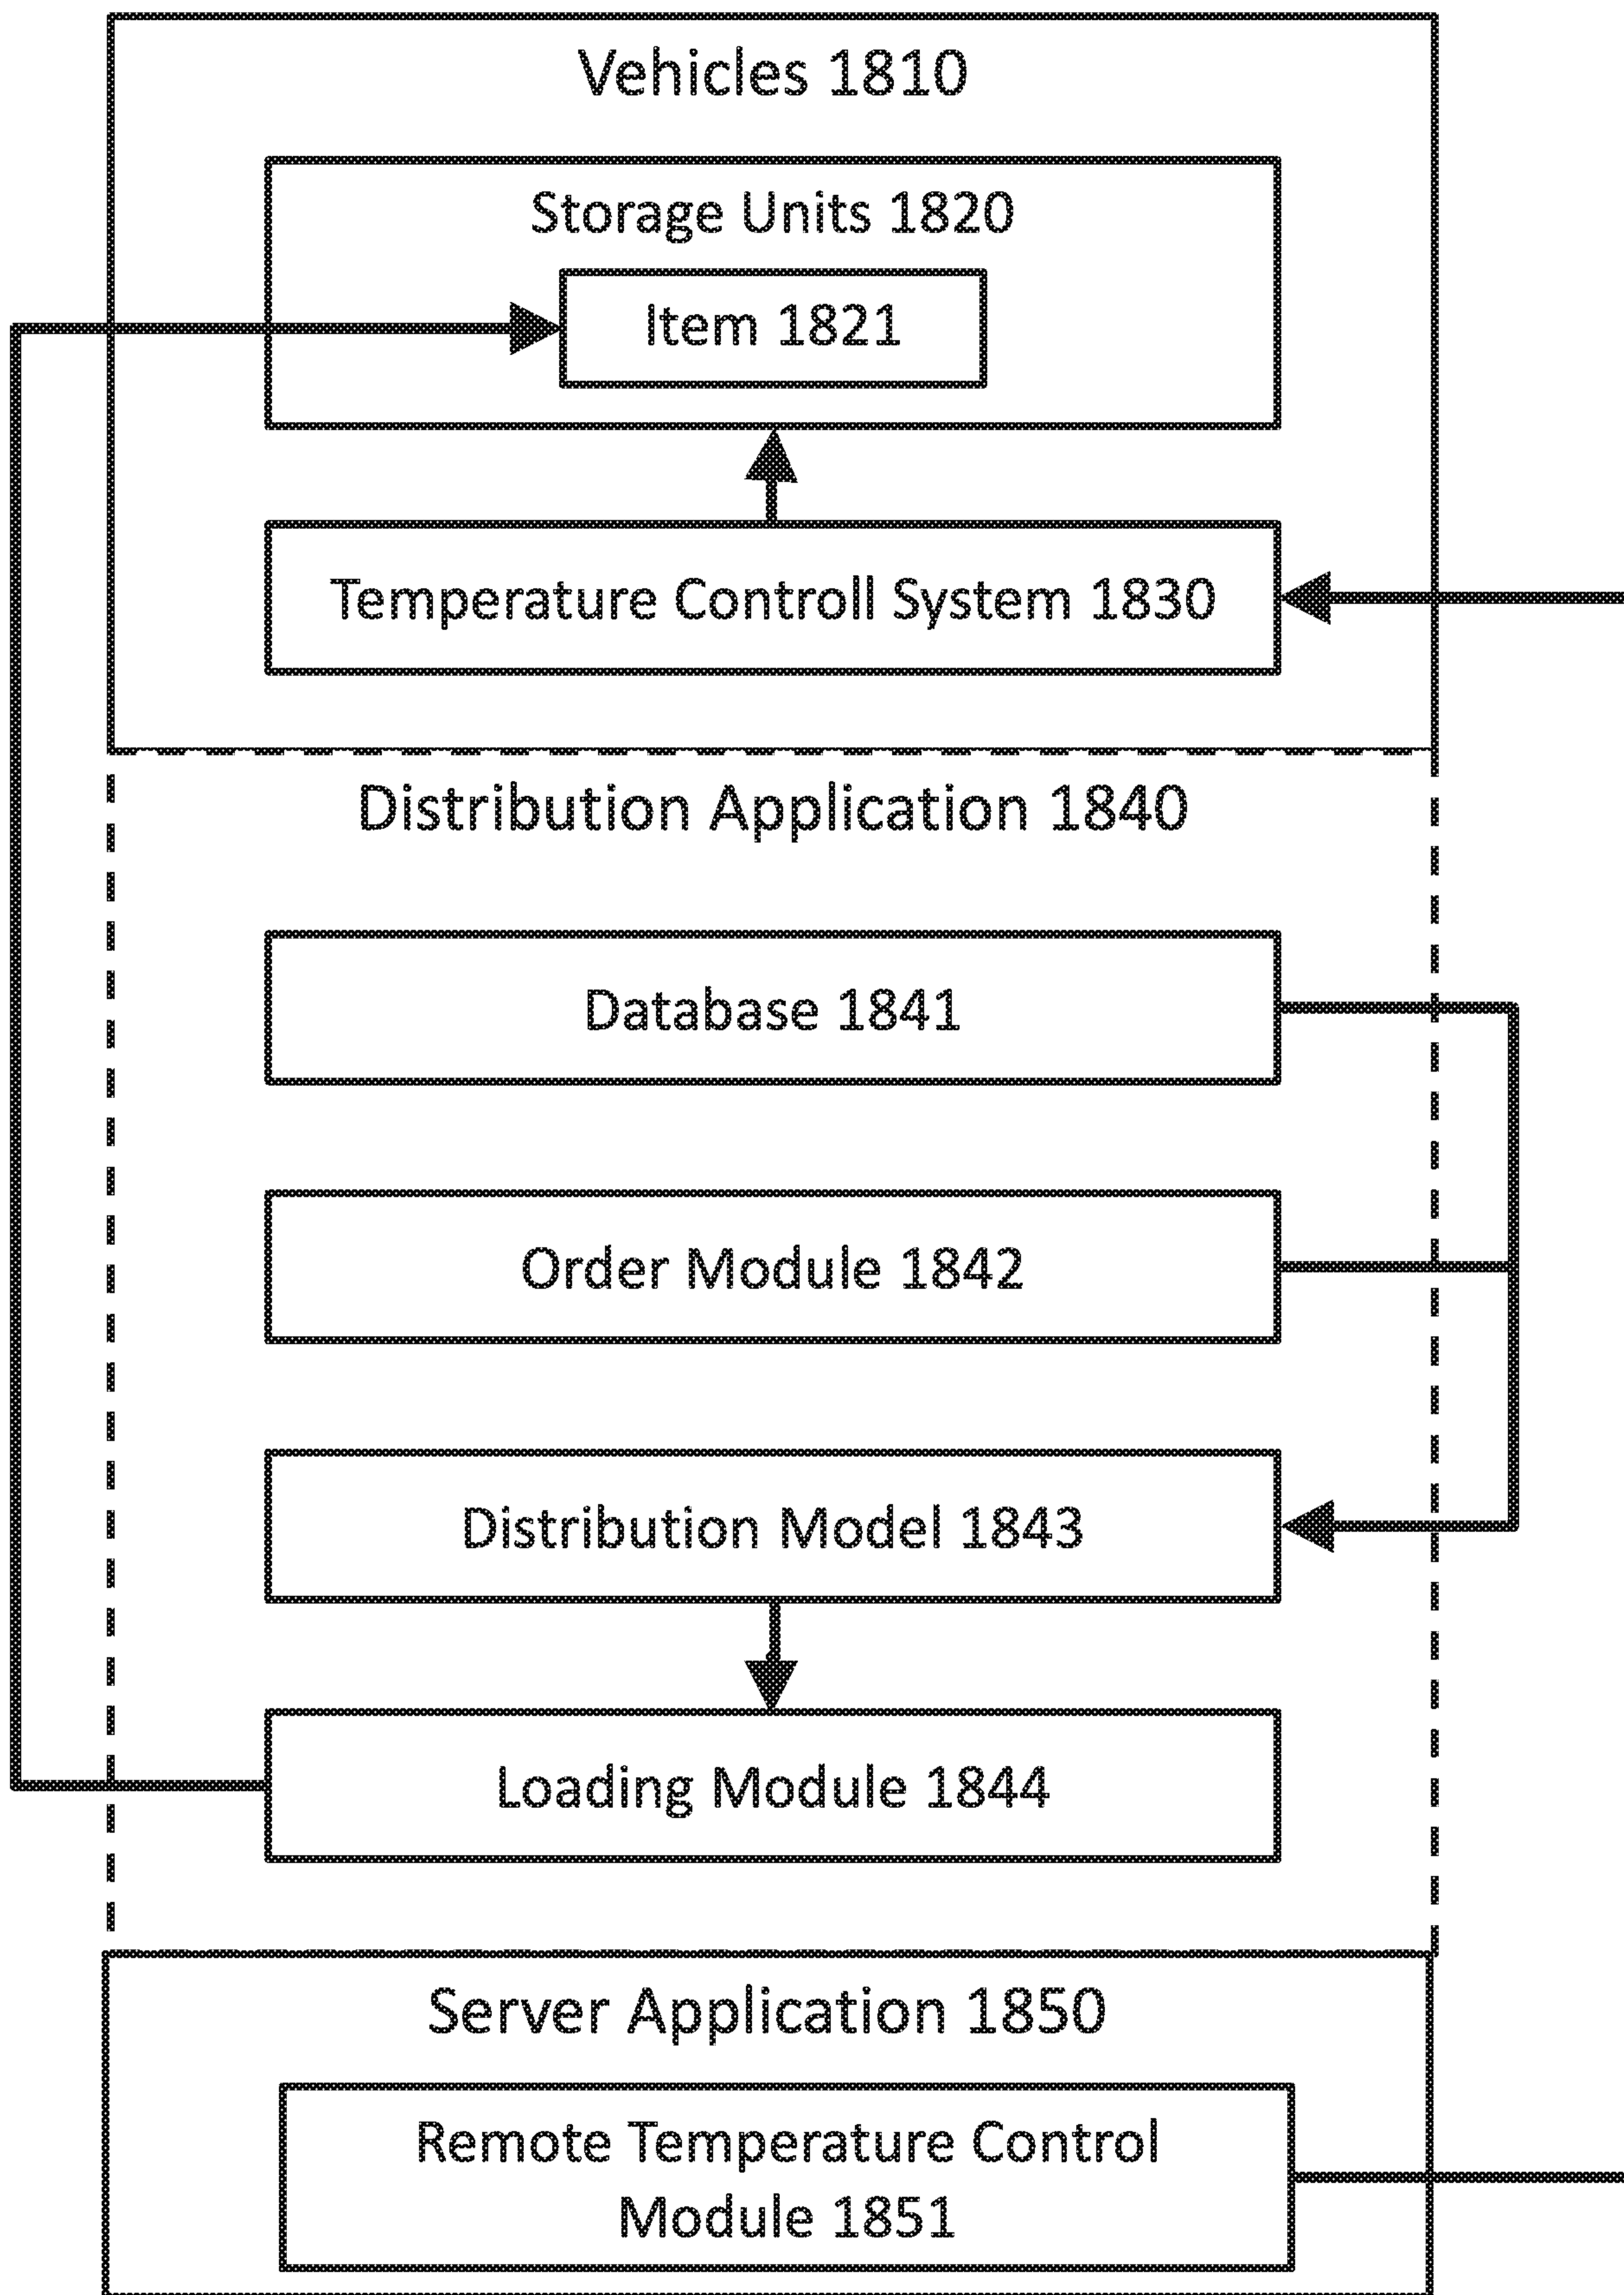 Vehicles 1810
Storage Units 1820
Item 1821
Temperature Controll System 1830
Distribution Application 1840
Database 1841
Order Module 1842
Distribution Model 1843
Loading Module 1844
Server Application 1850
Remote Temperature Control
Module 1851